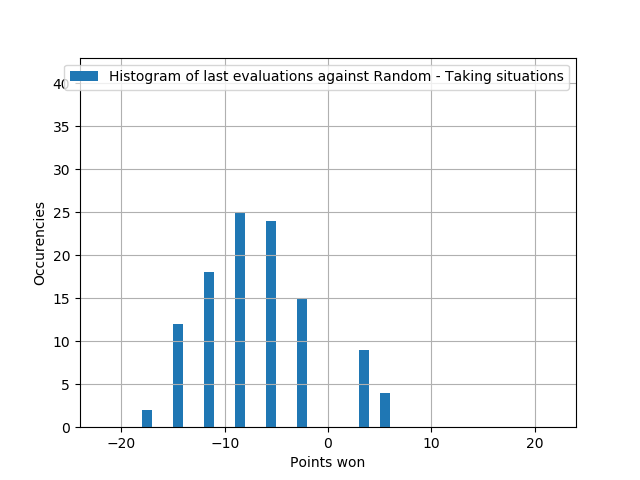 Histogram of last evaluations against Random - Taking situations
40
35
30
25
20
15
10
5
0
Occurencies
−20 −10 0 10 20
Points won